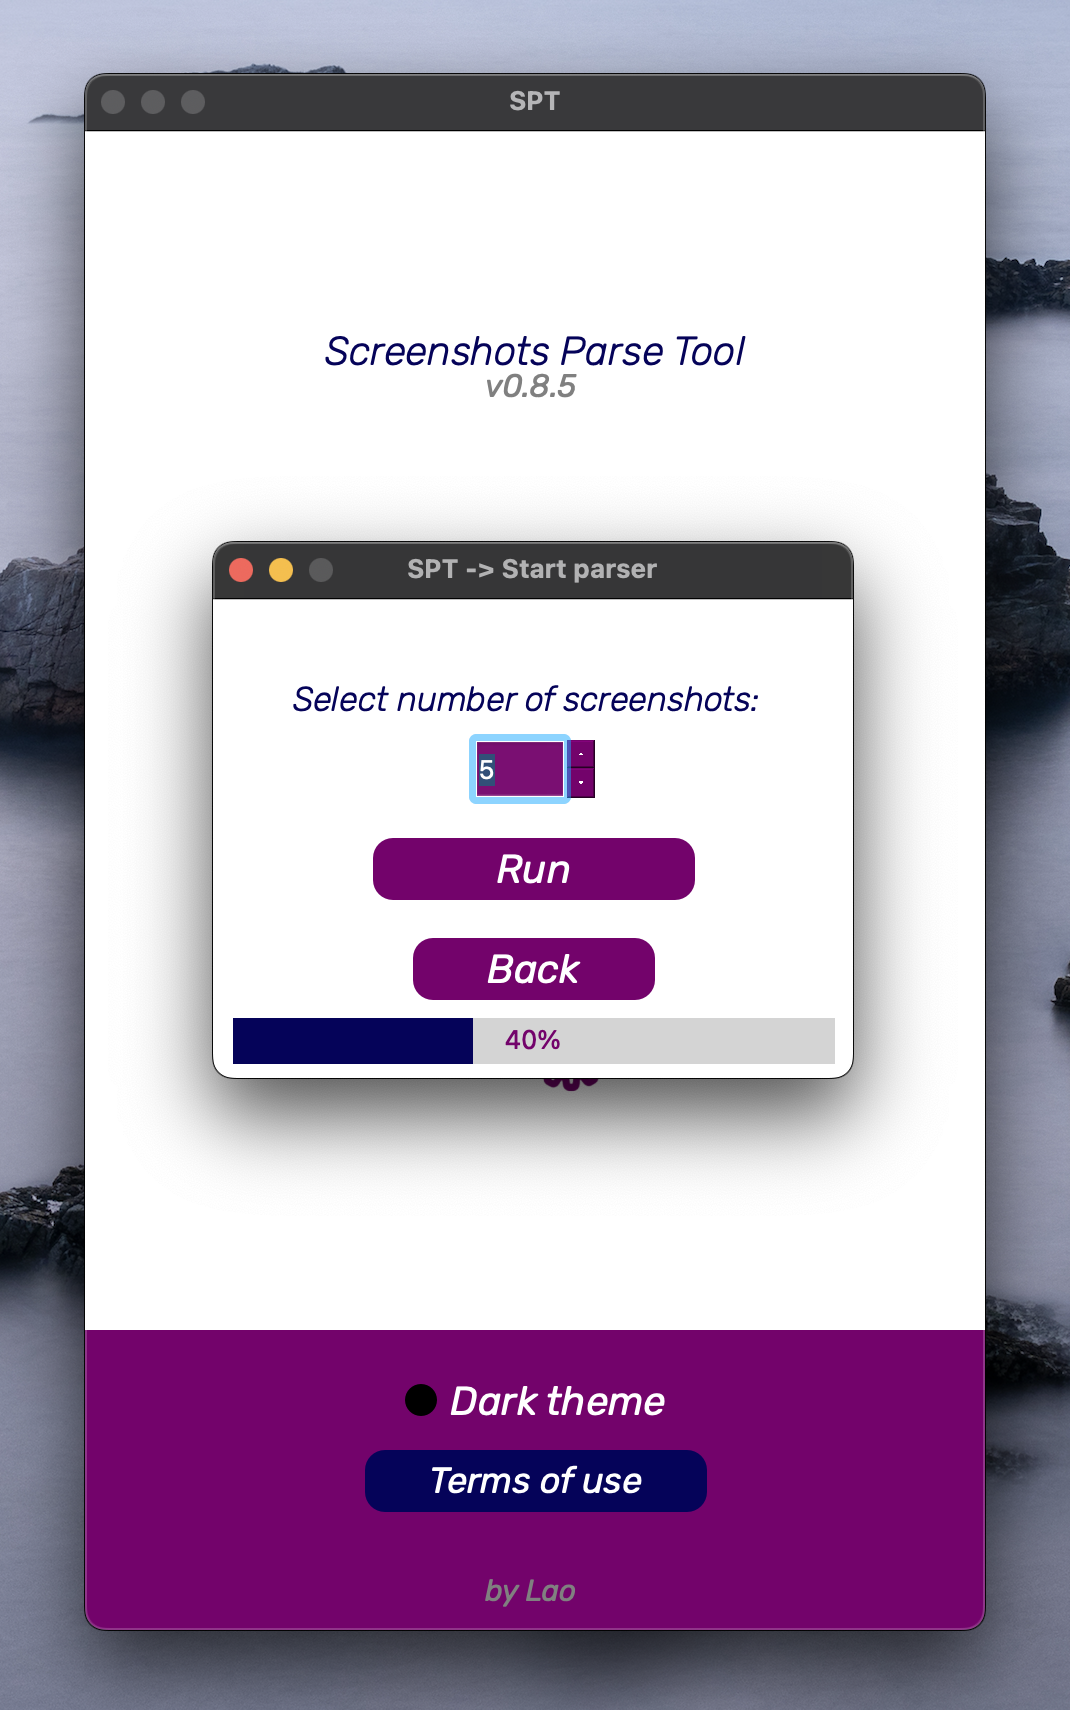 SPT
Screenshots Parse Tool
v0.8.5
SPT -> Start parser
Select number of screenshots:
5
Run
Back
40%
Dark theme
Terms of use
by Lao